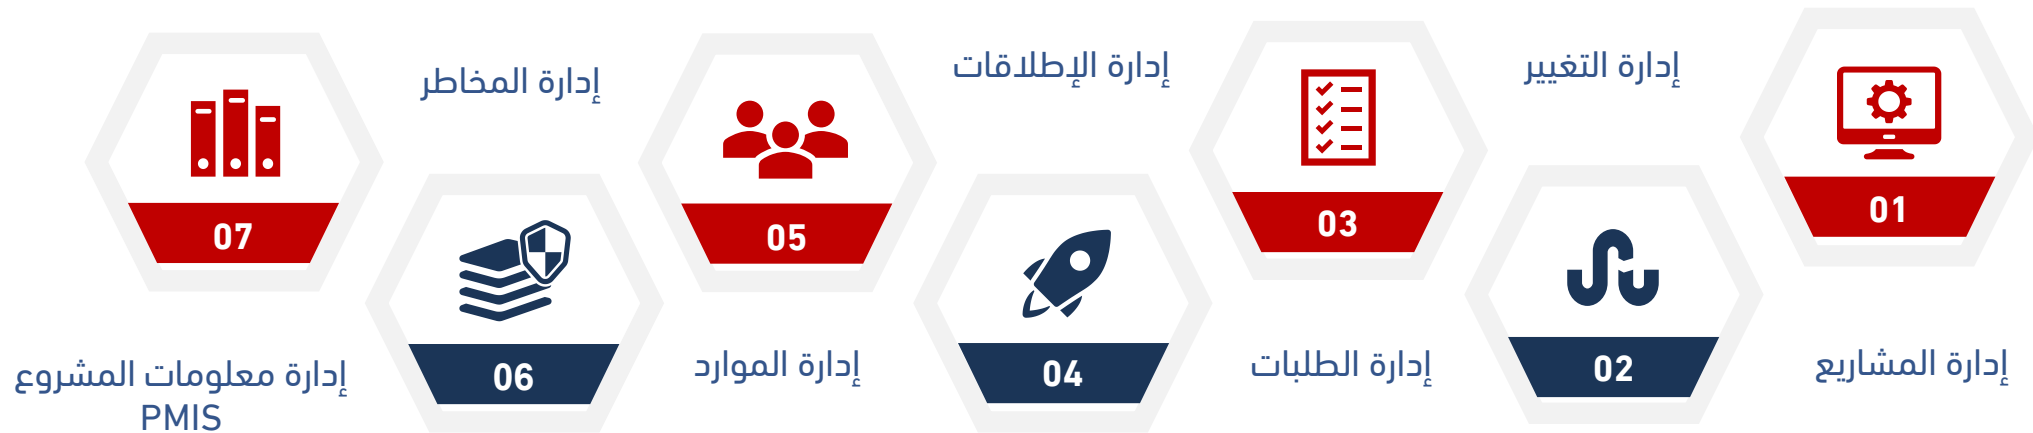 01
إدارة المشاريع
02
إدارة التغيير
03
إدارة الطلبات
04
إدارة الإطلاقات
05
إدارة الموارد
06
إدارة المخاطر
07
إدارة معلومات المشروع
PMIS